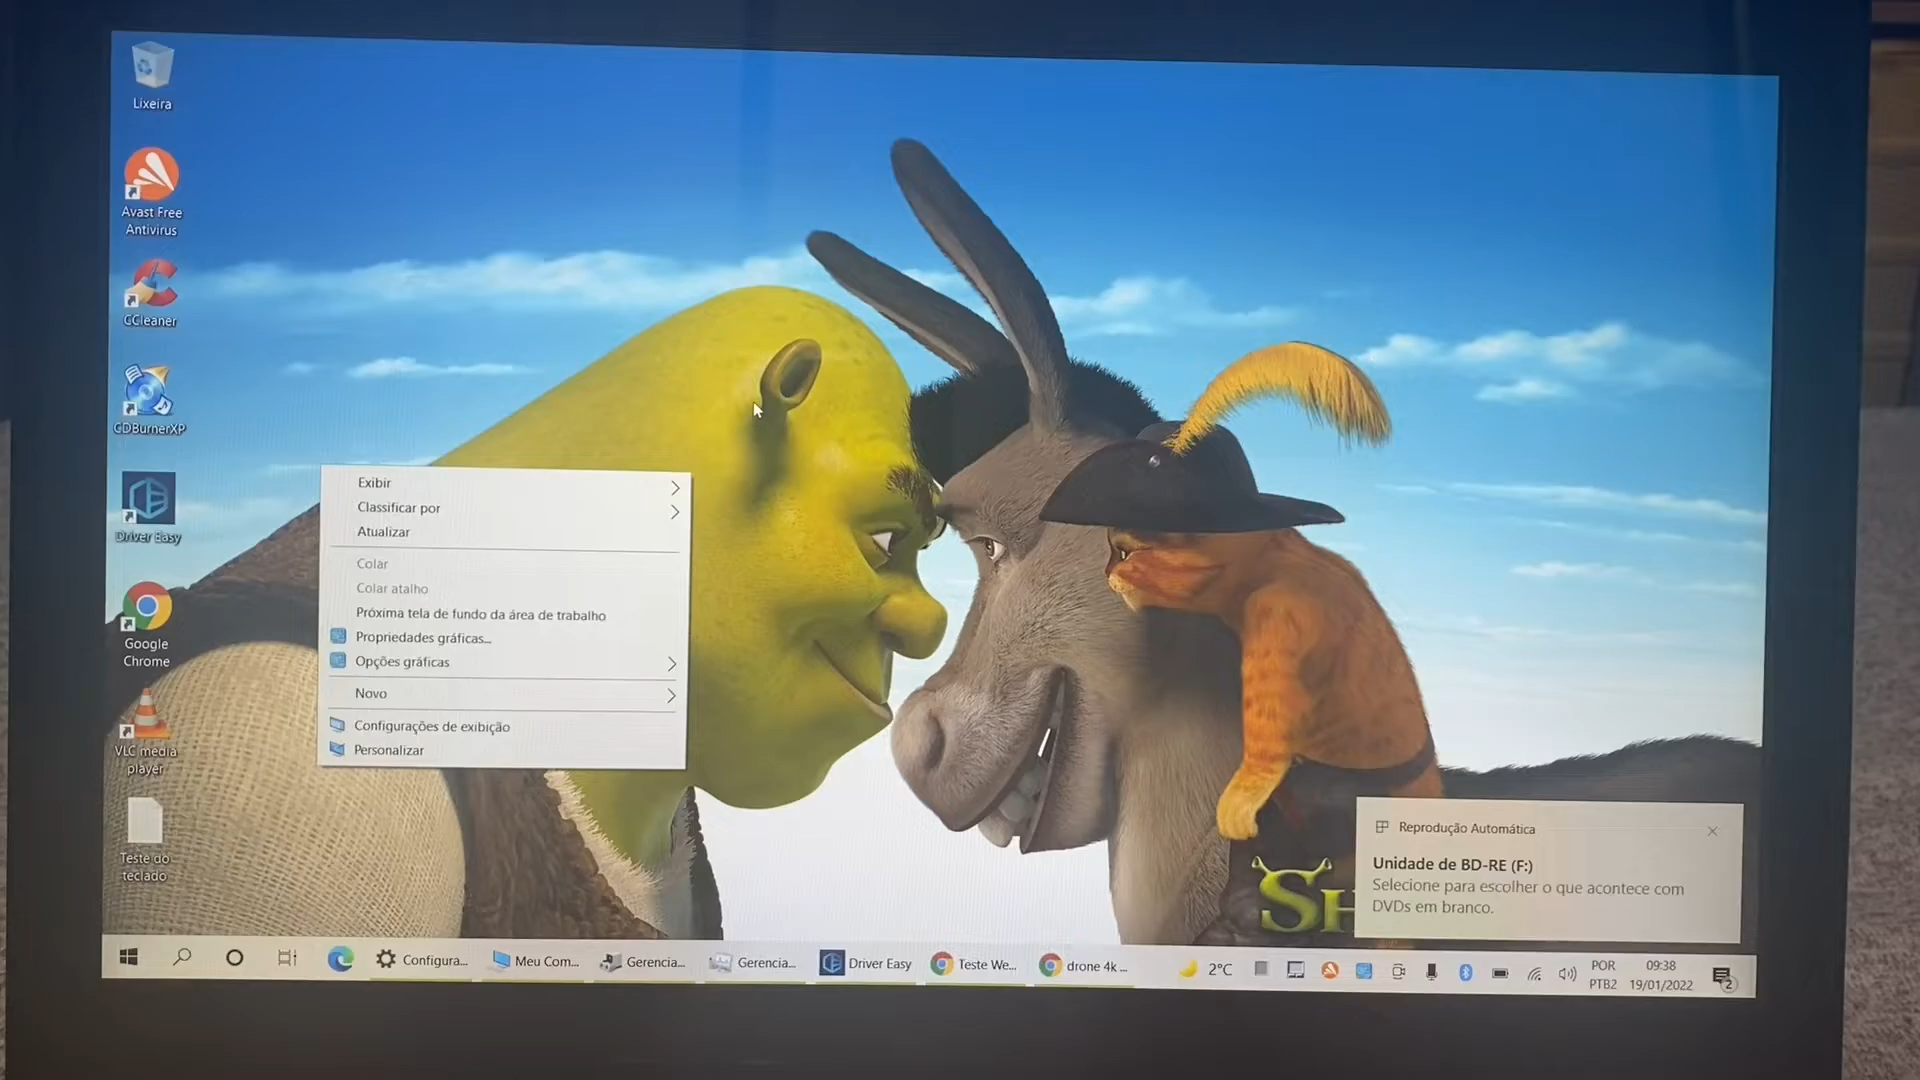 Lixeira
Avast Free
Antivirus
CCleaner
CDBurnerXP
Driver Easy
Google
Chrome
VLC media
player
Teste do
teclado
Exibir
Classificar por
Atualizar
Colar
Colar atalho
Próxima tela de fundo da área de trabalho
Propriedades gráficas...
Opções gráficas
Novo
Configurações de exibição
Personalizar
SH
Reprodução Automática
Unidade de BD-RE (F:)
Selecione para escolher o que acontece com
DVDs em branco.
Configura...
Meu Com...
Gerencia...
Gerencia...
Driver Easy
Teste We...
drone 4k ...
2°C
POR
PTB2
09:38
19/01/2022
2